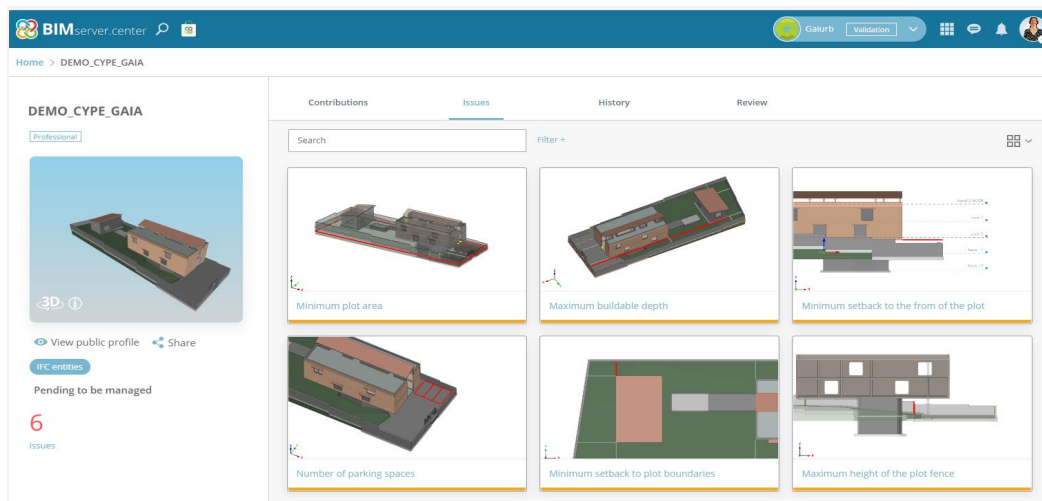 BIMserver.center
Gaiurb Validation
Home > DEMO_CYPE_GAIA
DEMO_CYPE_GAIA
Professional
3D
View public profile Share
IFC entities
Pending to be managed
6
Issues
Contributions Issues History Review
Search Filter +
Minimum plot area
Maximum buildable depth
Minimum setback to the from of the plot
Number of parking spaces
Minimum setback to plot boundaries
Maximum height of the plot fence